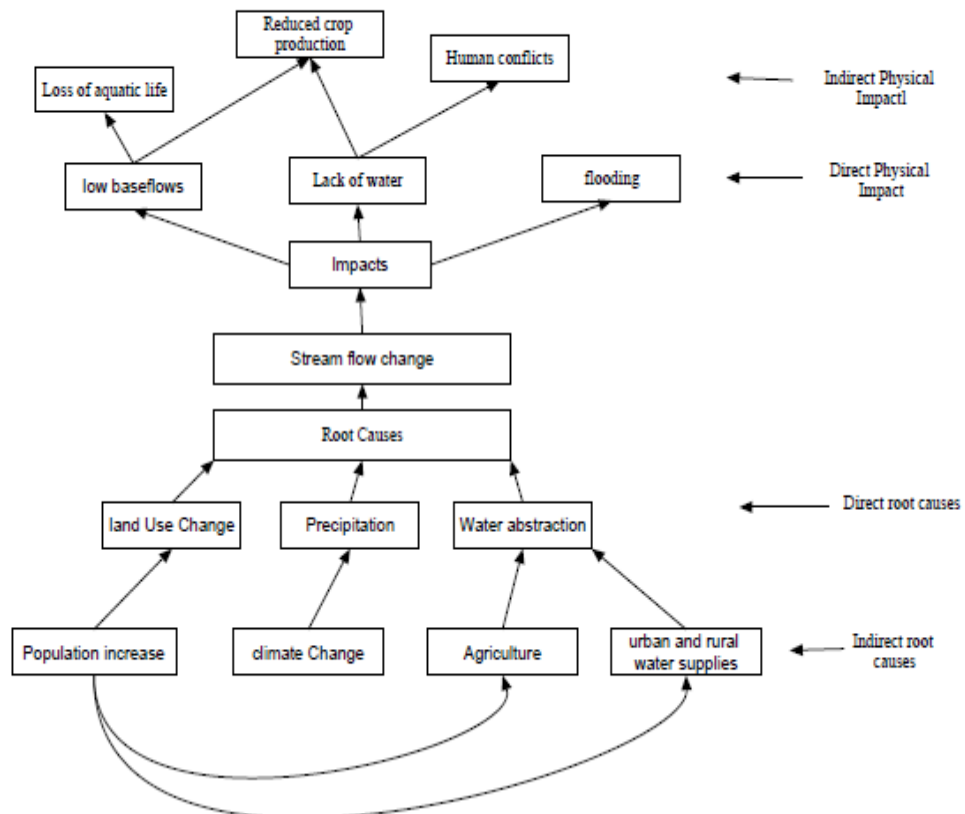 Reduced crop
production
Human conflicts
Loss of aquatic life
Indirect Physical
Impactl
low baseflows
Lack of water
flooding
Direct Physical
Impact
Impacts
Stream flow change
Root Causes
land Use Change
Precipitation
Water abstraction
Direct root causes
Population increase
climate Change
Agriculture
urban and rural
water supplies
Indirect root
causes